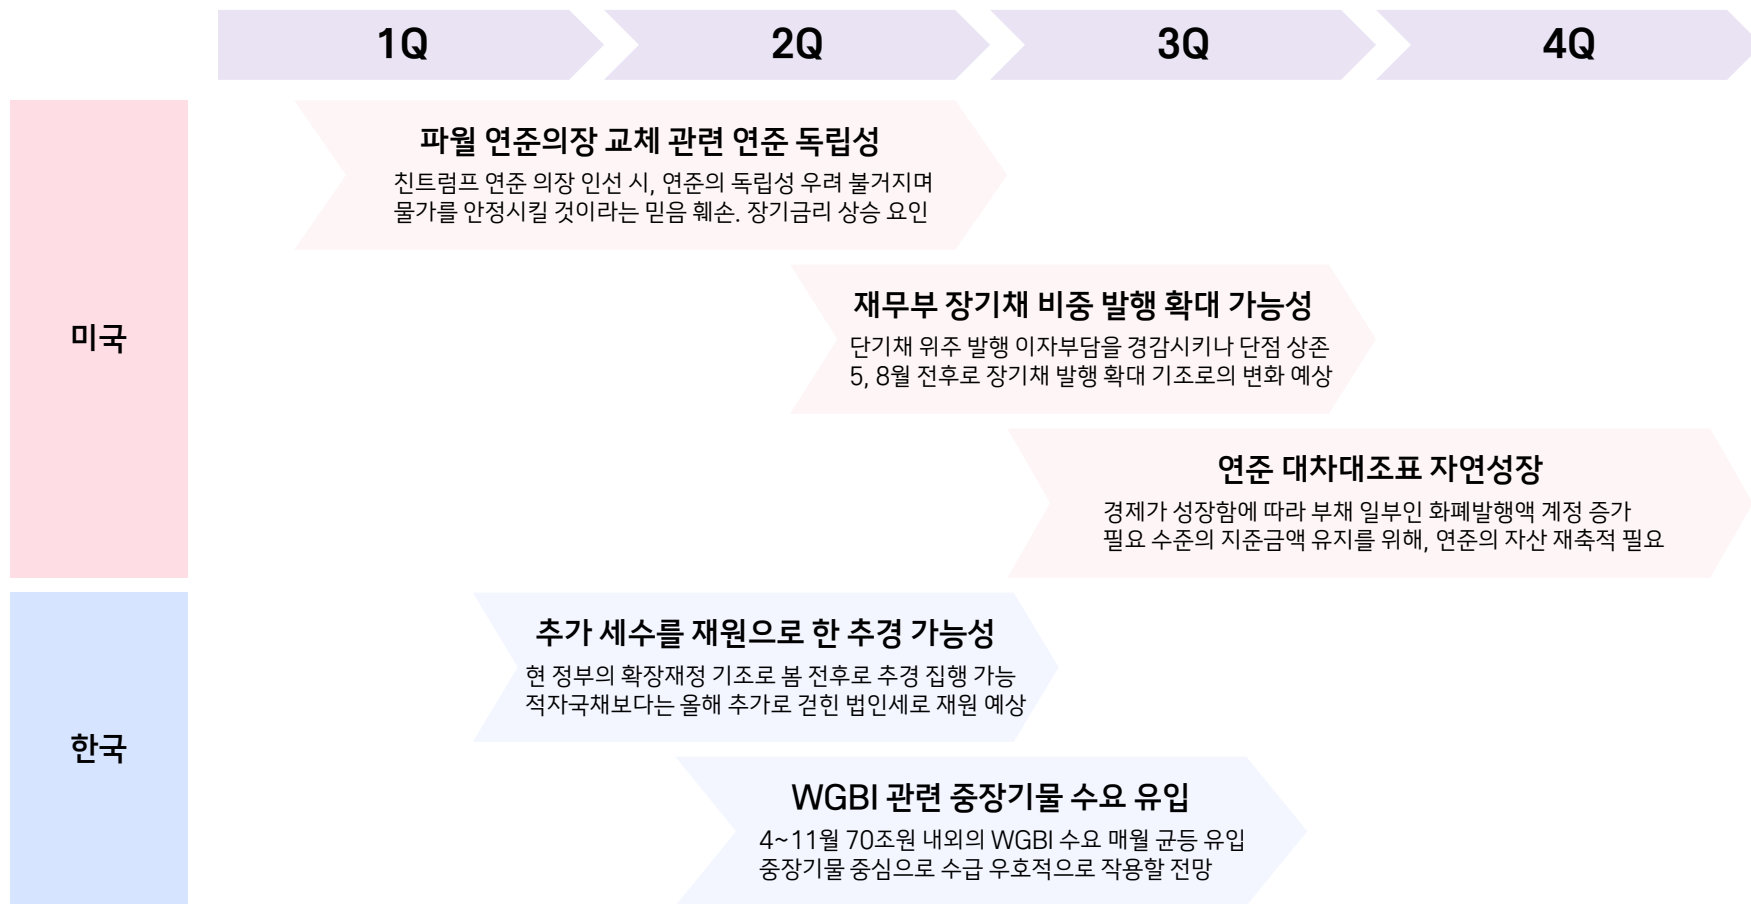 1Q
2Q
3Q
4Q
미국
파월 연준의장 교체 관련 연준 독립성
친트럼프 연준 의장 인선 시, 연준의 독립성 우려 불거지며
물가를 안정시킬 것이라는 믿음 훼손. 장기금리 상승 요인
재무부 장기채 비중 발행 확대 가능성
단기채 위주 발행 이자부담을 경감시키나 단점 상존
5, 8월 전후로 장기채 발행 확대 기조로의 변화 예상
연준 대차대조표 자연성장
경제가 성장함에 따라 부채 일부인 화폐발행액 계정 증가
필요 수준의 지준금액 유지를 위해, 연준의 자산 재축적 필요
한국
추가 세수를 재원으로 한 추경 가능성
현 정부의 확장재정 기조로 봄 전후로 추경 집행 가능
적자국채보다는 올해 추가로 걷힌 법인세로 재원 예상
WGBI 관련 중장기물 수요 유입
4~11월 70조원 내외의 WGBI 수요 매월 균등 유입
중장기물 중심으로 수급 우호적으로 작용할 전망